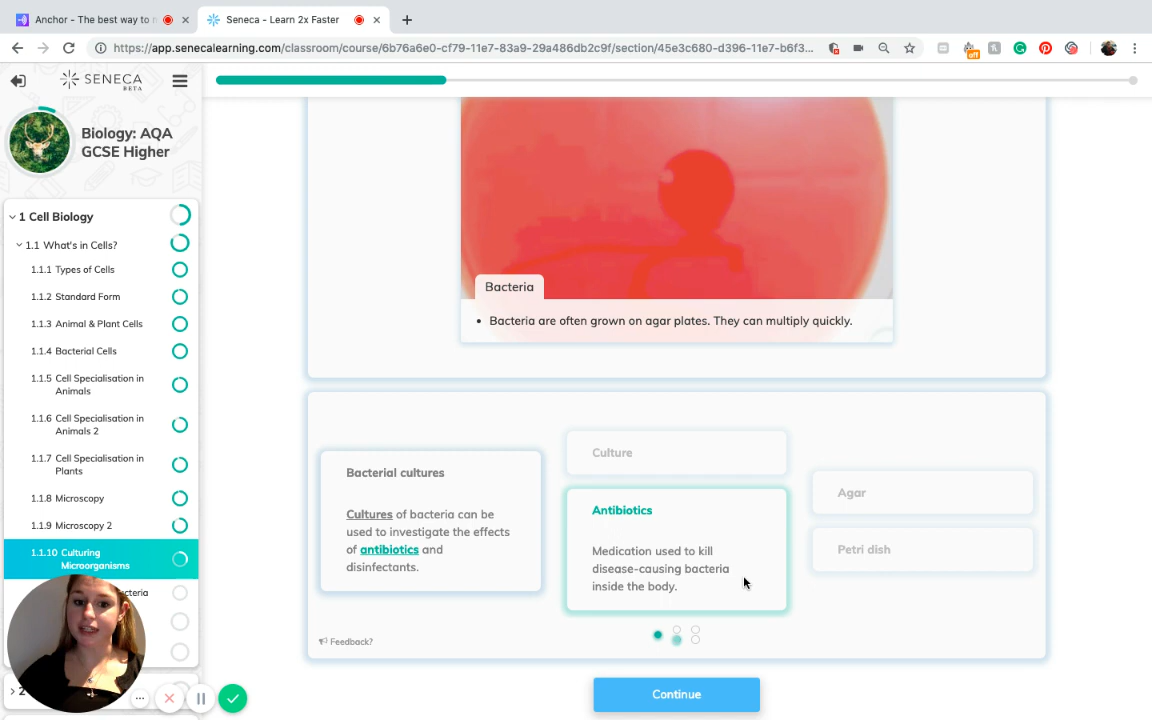 Anchor - The best way to
Seneca - Learn 2x Faster
https://app.senecalearning.com/classroom/course/6b76a6e0-cf79-11e7-83a9-29a486db2c9f/section/45e3c680-d396-11e7-b6f3...
off
SENECA
BETA
Biology: AQA
GCSE Higher
1 Cell Biology
1.1 What's in Cells?
1.1.1 Types of Cells
1.1.2 Standard Form
1.1.3 Animal & Plant Cells
1.1.4 Bacterial Cells
1.1.5 Cell Specialisation in
Animals
1.1.6 Cell Specialisation in
Animals 2
1.1.7 Cell Specialisation in
Plants
1.1.8 Microscopy
1.1.9 Microscopy 2
1.1.10 Culturing
Microorganisms
2
Bacteria
• Bacteria are often grown on agar plates. They can multiply quickly.
Bacterial cultures
Cultures of bacteria can be
used to investigate the effects
of antibiotics and
disinfectants.
Culture
Antibiotics
Medication used to kill
disease-causing bacteria
inside the body.
Agar
Petri dish
Feedback?
Continue